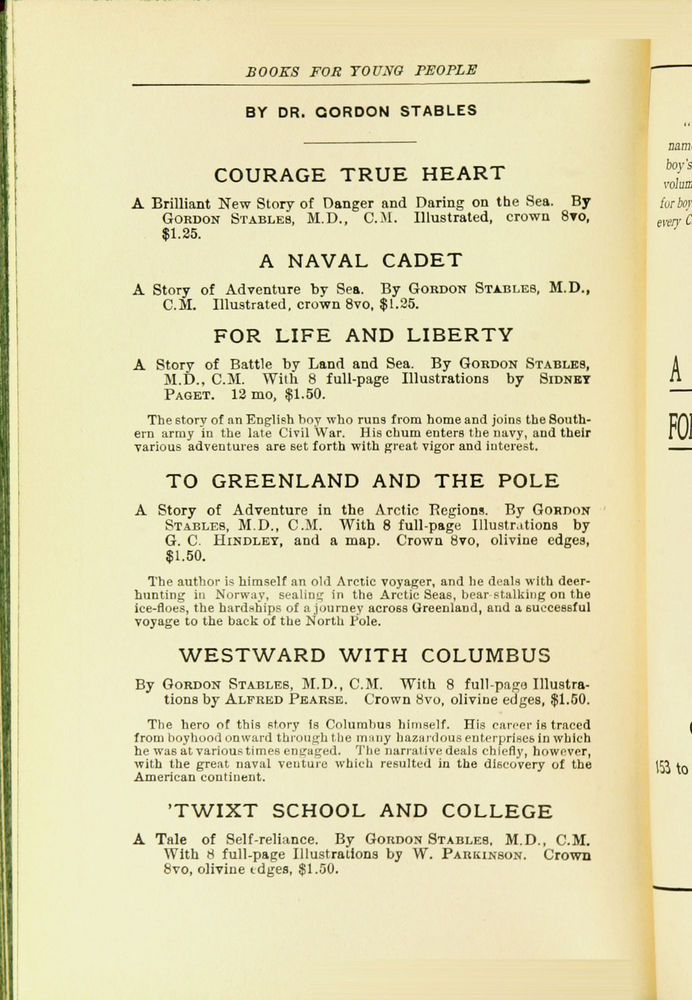 BOOKS FOR YOUNG PEOPLE
BY DR. GORDON STABLES
COURAGE TRUE HEART
A Brilliant New Story of Danger and Daring on the Sea. By
GORDON STABLES, M.D., C.M. Illustrated, crown 8vo,
$1.25.
A NAVAL CADET
A Story of Adventure by Sea. By GORDON STABLES, M.D.,
C.M. Illustrated, crown 8vo, $1.25.
FOR LIFE AND LIBERTY
A Story of Battle by Land and Sea. By GORDON STABLES,
M.D., C.M. With 8 full-page Illustrations by SIDNEY
PAGET. 12 mo, $1.50.
The story of an English boy who runs from home and joins the South-
ern army in the late Civil War. His chum enters the navy, and their
various adventures are set forth with great vigor and interest.
TO GREENLAND AND THE POLE
A Story of Adventure in the Arctic Regions. By GORDON
STABLES, M.D., C.M. With 8 full-page Illustrations by
G. C. HINDLEY, and a map. Crown 8vo, olivine edges,
$1.50.
The author is himself an old Arctic voyager, and he deals with deer-
hunting in Norway, sealing in the Arctic Seas, bear-stalking on the
ice-floes, the hardships of a journey across Greenland, and a successful
voyage to the back of the North Pole.
WESTWARD WITH COLUMBUS
By GORDON STABLES, M.D., C.M. With 8 full-page Illustra-
tions by ALFRED PEARSE. Crown 8vo, olivine edges, $1.50.
The hero of this story is Columbus himself. His career is traced
from boyhood onward through the many hazardous enterprises in which
he was at various times engaged. The narrative deals chiefly, however,
with the great naval venture which resulted in the discovery of the
American continent.
'TWIXT SCHOOL AND COLLEGE
A Tale of Self-reliance. By GORDON STABLES, M.D., C.M.
With 8 full-page Illustrations by W. PARKINSON. Crown
8vo, olivine edges, $1.50.
"
nam
boy's
volum
for boy
every C
A
FO
153 to